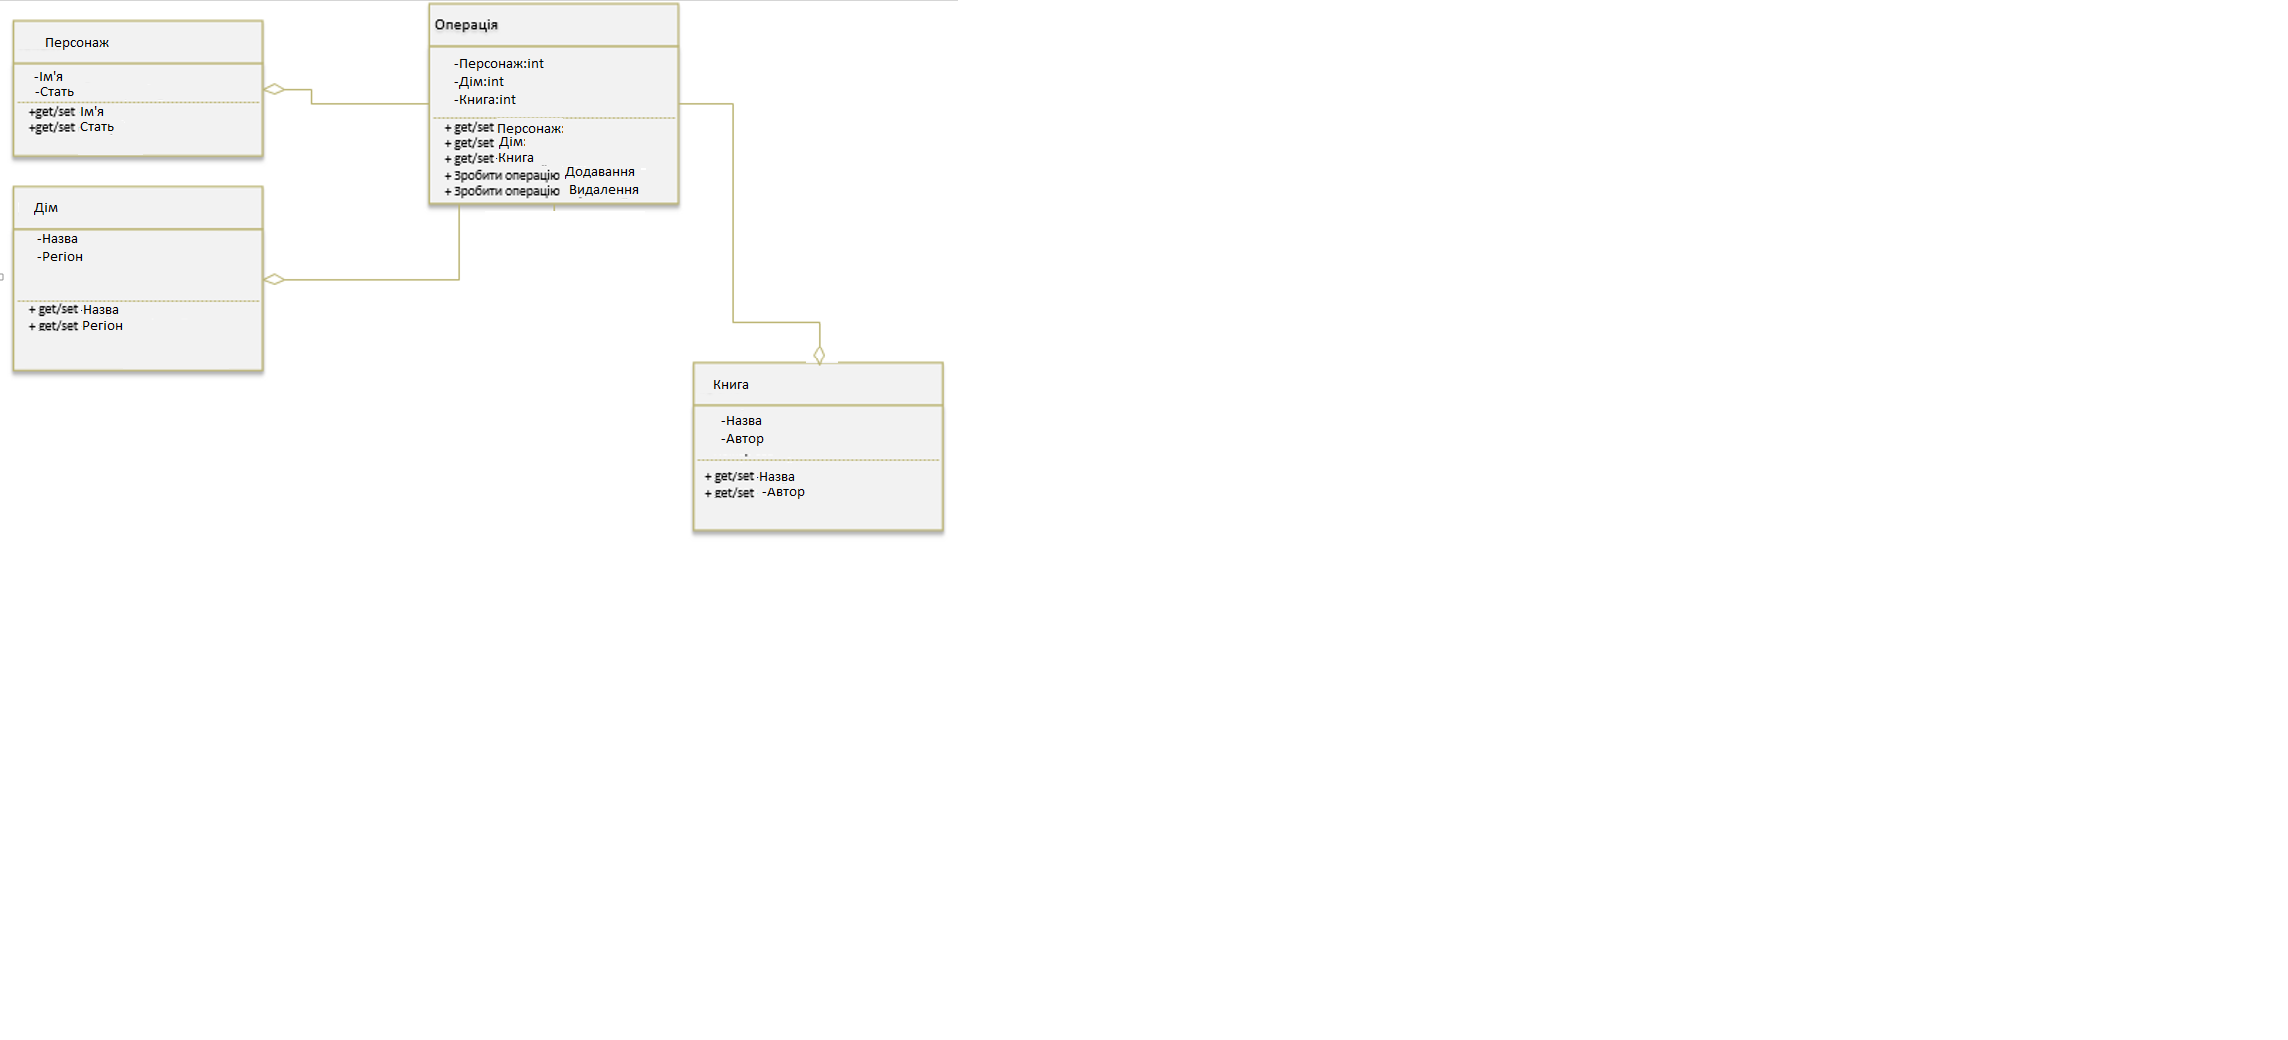 Персонаж
-Ім'я
-Стать
+get/set Ім'я
+get/set Стать
Операція
-Персонаж:int
-Дім:int
-Книга:int
+ get/set Персонаж:
+ get/set Дім:
+ get/set Книга
+ Зробити операцію Додавання
+ Зробити операцію Видалення
Дім
-Назва
-Регіон
+ get/set Назва
+ get/set Регіон
Книга
-Назва
-Автор
+ get/set Назва
+ get/set -Автор